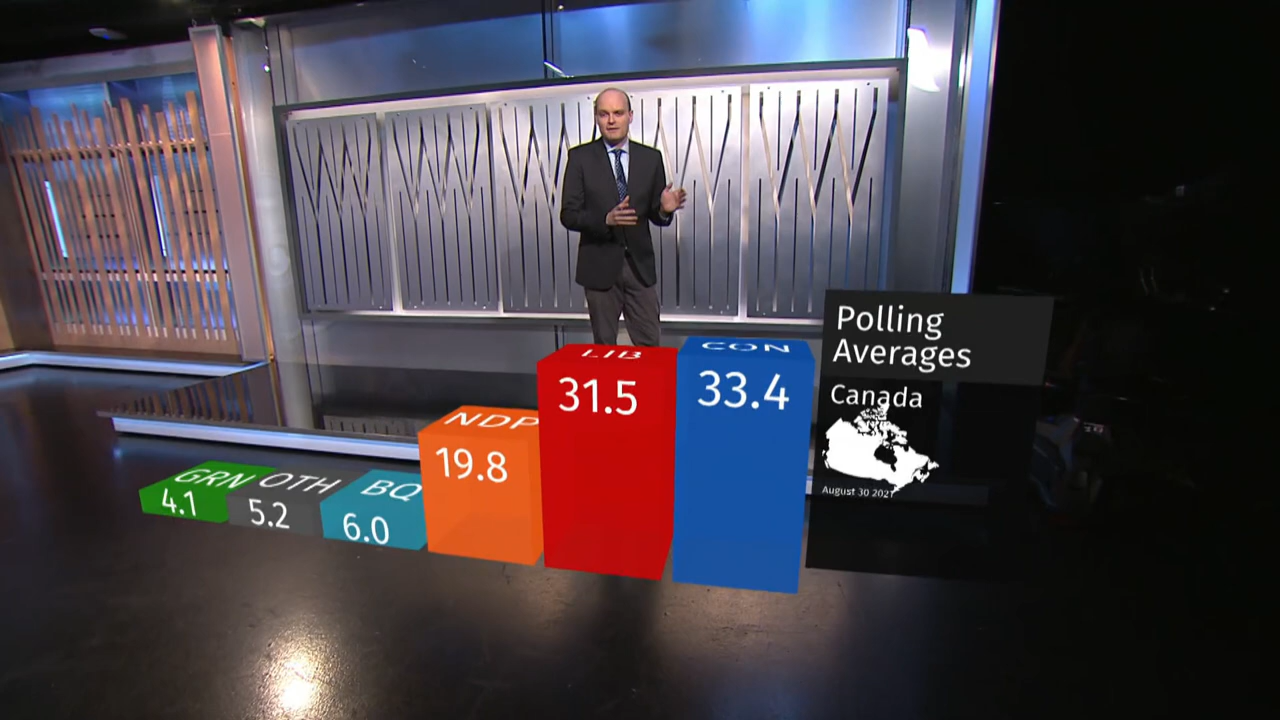 LIB
CON
31.5
33.4
NDP
19.8
GRN
OTH
BQ
4.1
5.2
6.0
Polling
Averages
Canada
August 30 2021